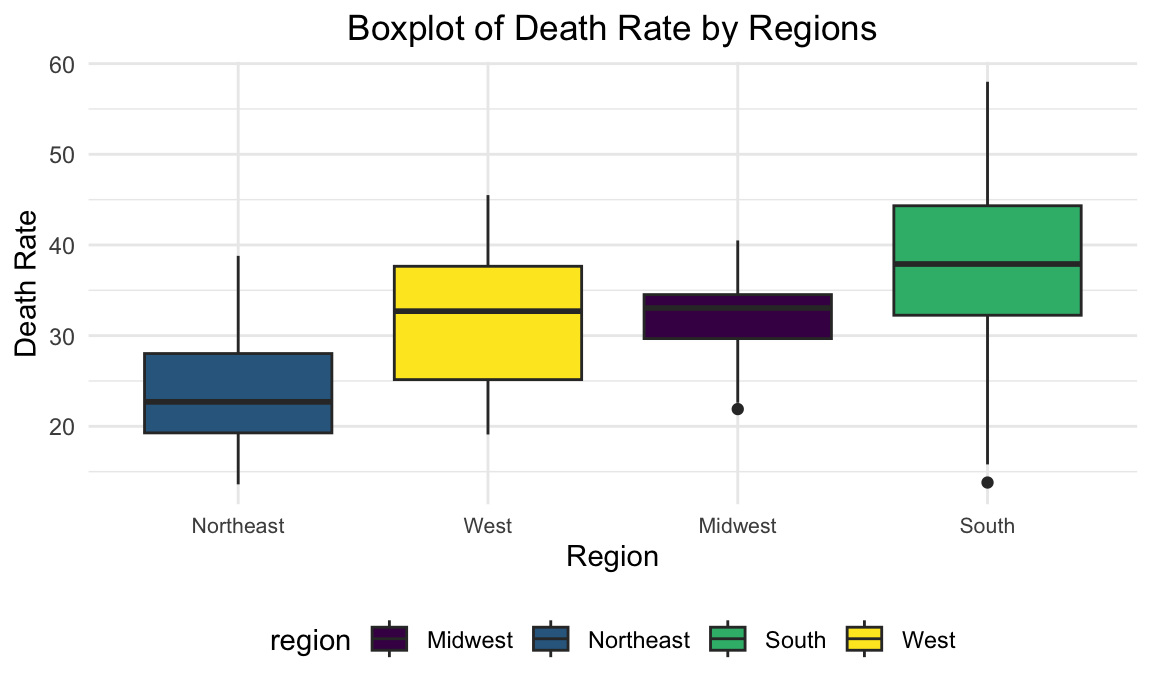 Boxplot of Death Rate by Regions
60
50
40
30
20
Death Rate
Northeast West Midwest South
Region
region Midwest Northeast South West